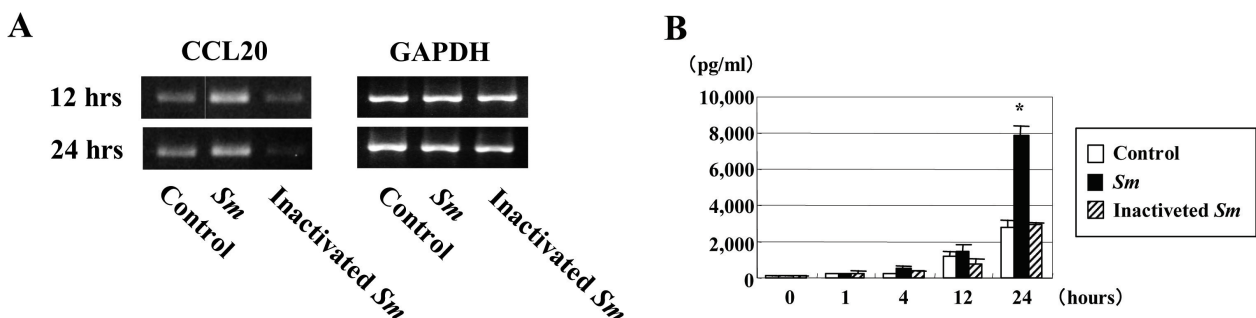 A
CCL20
GAPDH
12 hrs
24 hrs
Control
Sm
Inactivated Sm
Control
Sm
Inactivated Sm
B
(pg/ml)
10,000
8,000
6,000
4,000
2,000
0
*
0 1 4 12 24 (hours)
Control
Sm
Inactiveted Sm